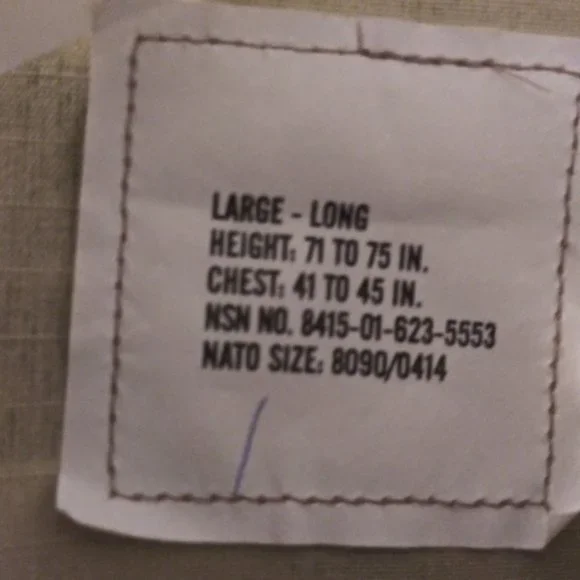 LARGE - LONG
HEIGHT: 71 TO 75 IN.
CHEST: 41 TO 45 IN.
NSN NO. 8415-01-623-5553
NATO SIZE: 8090/0414